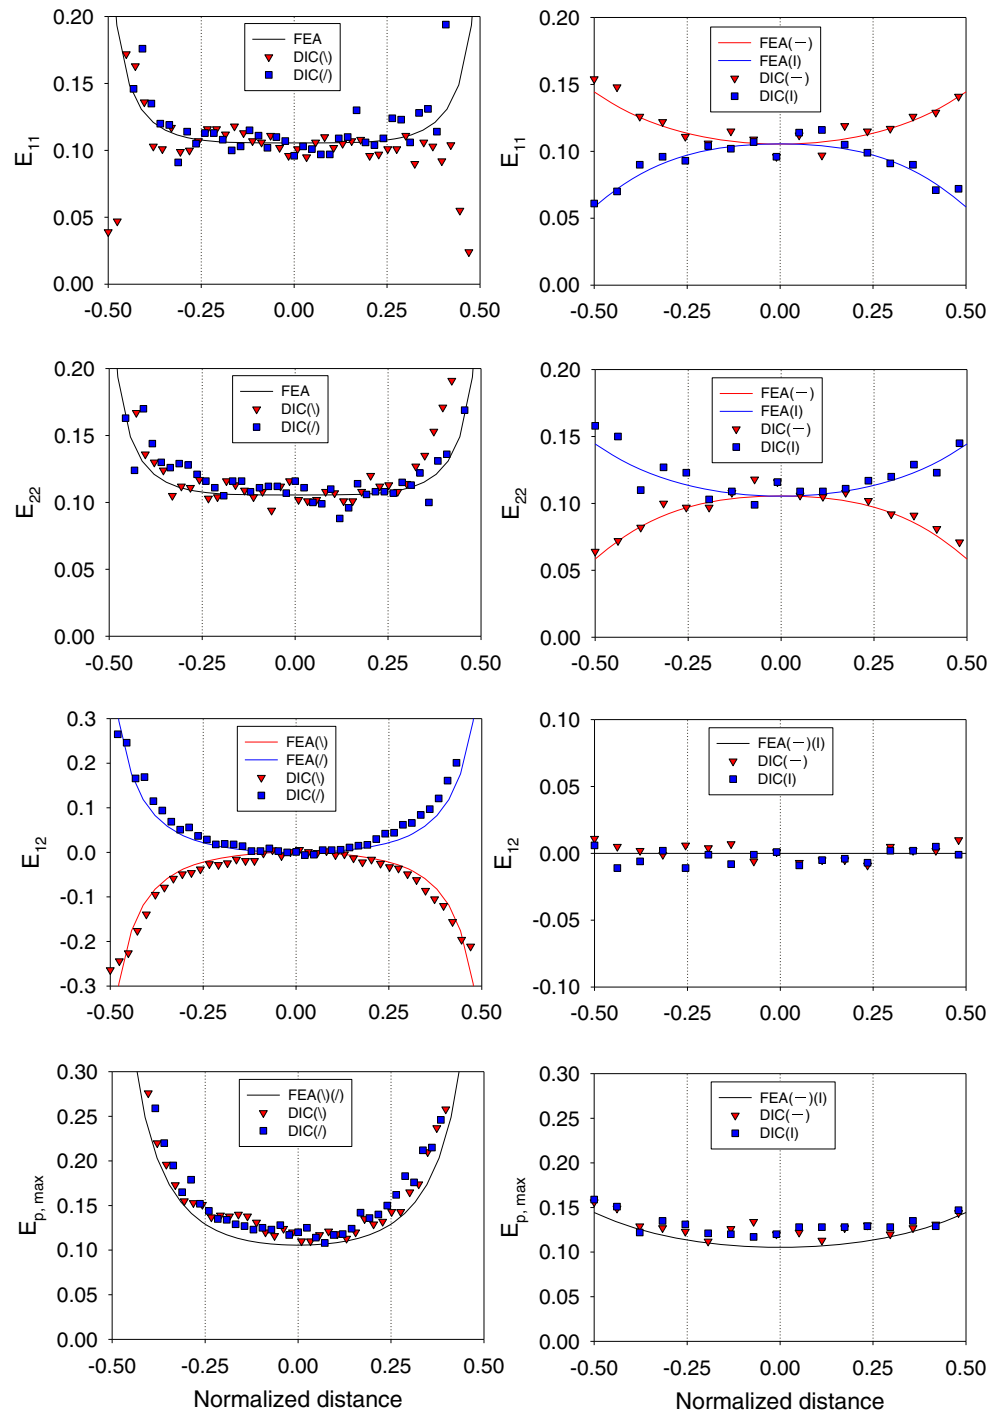 0.20
0.15
0.10
0.05
0.00
E11
FEA
DIC(\)
DIC(/)
-0.50 -0.25 0.00 0.25 0.50
0.20
0.15
0.10
0.05
0.00
E11
FEA(—)
FEA(I)
DIC(—)
DIC(I)
-0.50 -0.25 0.00 0.25 0.50
0.20
0.15
0.10
0.05
0.00
E22
FEA
DIC(\)
DIC(/)
-0.50 -0.25 0.00 0.25 0.50
0.20
0.15
0.10
0.05
0.00
E22
FEA(—)
FEA(I)
DIC(—)
DIC(I)
-0.50 -0.25 0.00 0.25 0.50
0.3
0.2
0.1
0.0
-0.1
-0.2
-0.3
E12
FEA(\)
FEA(/)
DIC(\)
DIC(/)
-0.50 -0.25 0.00 0.25 0.50
0.10
0.05
0.00
-0.05
-0.10
E12
FEA(—)(I)
DIC(—)
DIC(I)
-0.50 -0.25 0.00 0.25 0.50
0.30
0.25
0.20
0.15
0.10
0.05
0.00
Ep, max
FEA(\)(/)
DIC(\)
DIC(/)
-0.50 -0.25 0.00 0.25 0.50
Normalized distance
0.30
0.25
0.20
0.15
0.10
0.05
0.00
Ep, max
FEA(—)(I)
DIC(—)
DIC(I)
-0.50 -0.25 0.00 0.25 0.50
Normalized distance